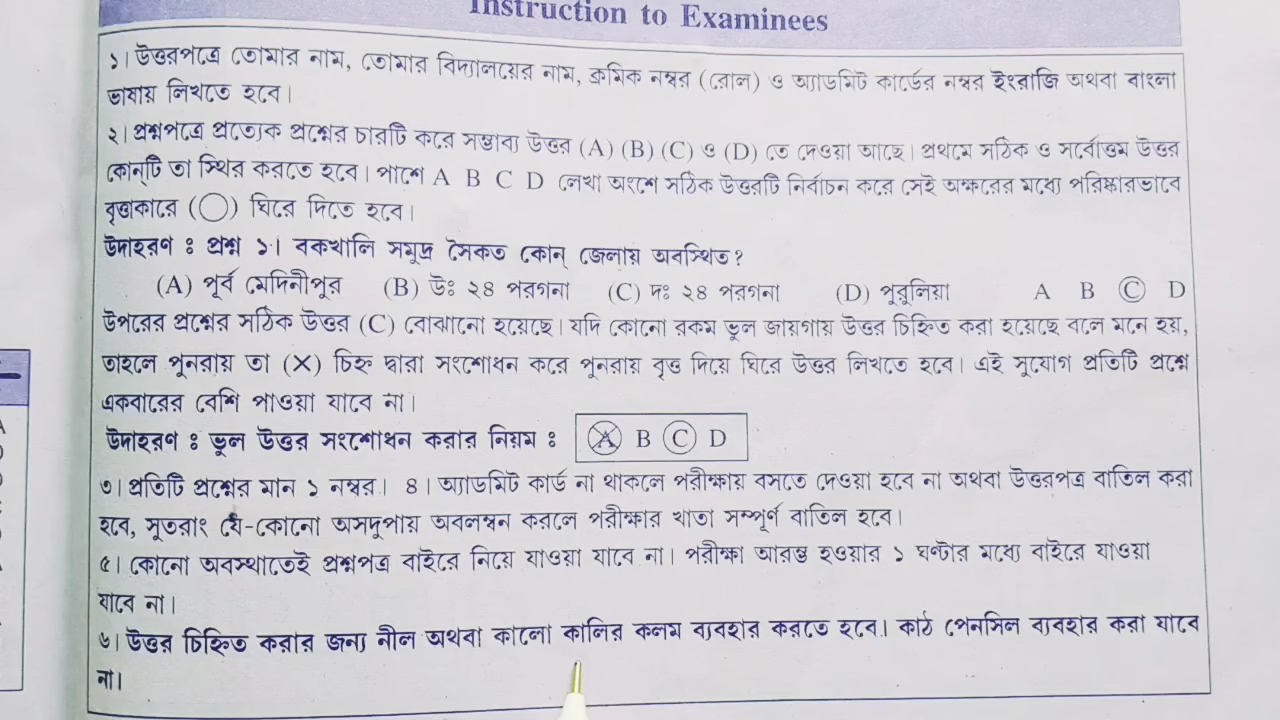 Instruction to Examinees
১। উত্তরপত্রে তোমার নাম, তোমার বিদ্যালয়ের নাম, ক্রমিক নম্বর (রোল) ও অ্যাডমিট কার্ডের নম্বর ইংরাজি অথবা বাংলা
ভাষায় লিখতে হবে।
২। প্রশ্নপত্রে প্রত্যেক প্রশ্নের চারটি করে সম্ভাব্য উত্তর (A) (B) (C) ও (D) তে দেওয়া আছে। প্রথমে সঠিক ও সর্বোত্তম উত্তর
কোন্‌টি তা স্থির করতে হবে। পাশে A B C D লেখা অংশে সঠিক উত্তরটি নির্বাচন করে সেই অক্ষরের মধ্যে পরিষ্কারভাবে
বৃত্তাকারে (◯) ঘিরে দিতে হবে।
উদাহরণ : প্রশ্ন ১। বকখালি সমুদ্র সৈকত কোন্ জেলায় অবস্থিত?
(A) পূর্ব মেদিনীপুর (B) উঃ ২৪ পরগনা (C) দঃ ২৪ পরগনা (D) পুরুলিয়া A B Ⓒ D
উপরের প্রশ্নের সঠিক উত্তর (C) বোঝানো হয়েছে। যদি কোনো রকম ভুল জায়গায় উত্তর চিহ্নিত করা হয়েছে বলে মনে হয়,
তাহলে পুনরায় তা (X) চিহ্ন দ্বারা সংশোধন করে পুনরায় বৃত্ত দিয়ে ঘিরে উত্তর লিখতে হবে। এই সুযোগ প্রতিটি প্রশ্নে
একবারের বেশি পাওয়া যাবে না।
উদাহরণ : ভুল উত্তর সংশোধন করার নিয়ম : Ⓐ B Ⓒ D
৩। প্রতিটি প্রশ্নের মান ১ নম্বর। ৪। অ্যাডমিট কার্ড না থাকলে পরীক্ষায় বসতে দেওয়া হবে না অথবা উত্তরপত্র বাতিল করা
হবে, সুতরাং যে-কোনো অসদুপায় অবলম্বন করলে পরীক্ষার খাতা সম্পূর্ন বাতিল হবে।
৫। কোনো অবস্থাতেই প্রশ্নপত্র বাইরে নিয়ে যাওয়া যাবে না। পরীক্ষা আরম্ভ হওয়ার ১ ঘণ্টার মধ্যে বাইরে যাওয়া
যাবে না।
৬। উত্তর চিহ্নিত করার জন্য নীল অথবা কালো কালির কলম ব্যবহার করতে হবে। কাঠ পেনসিল ব্যবহার করা যাবে
না।